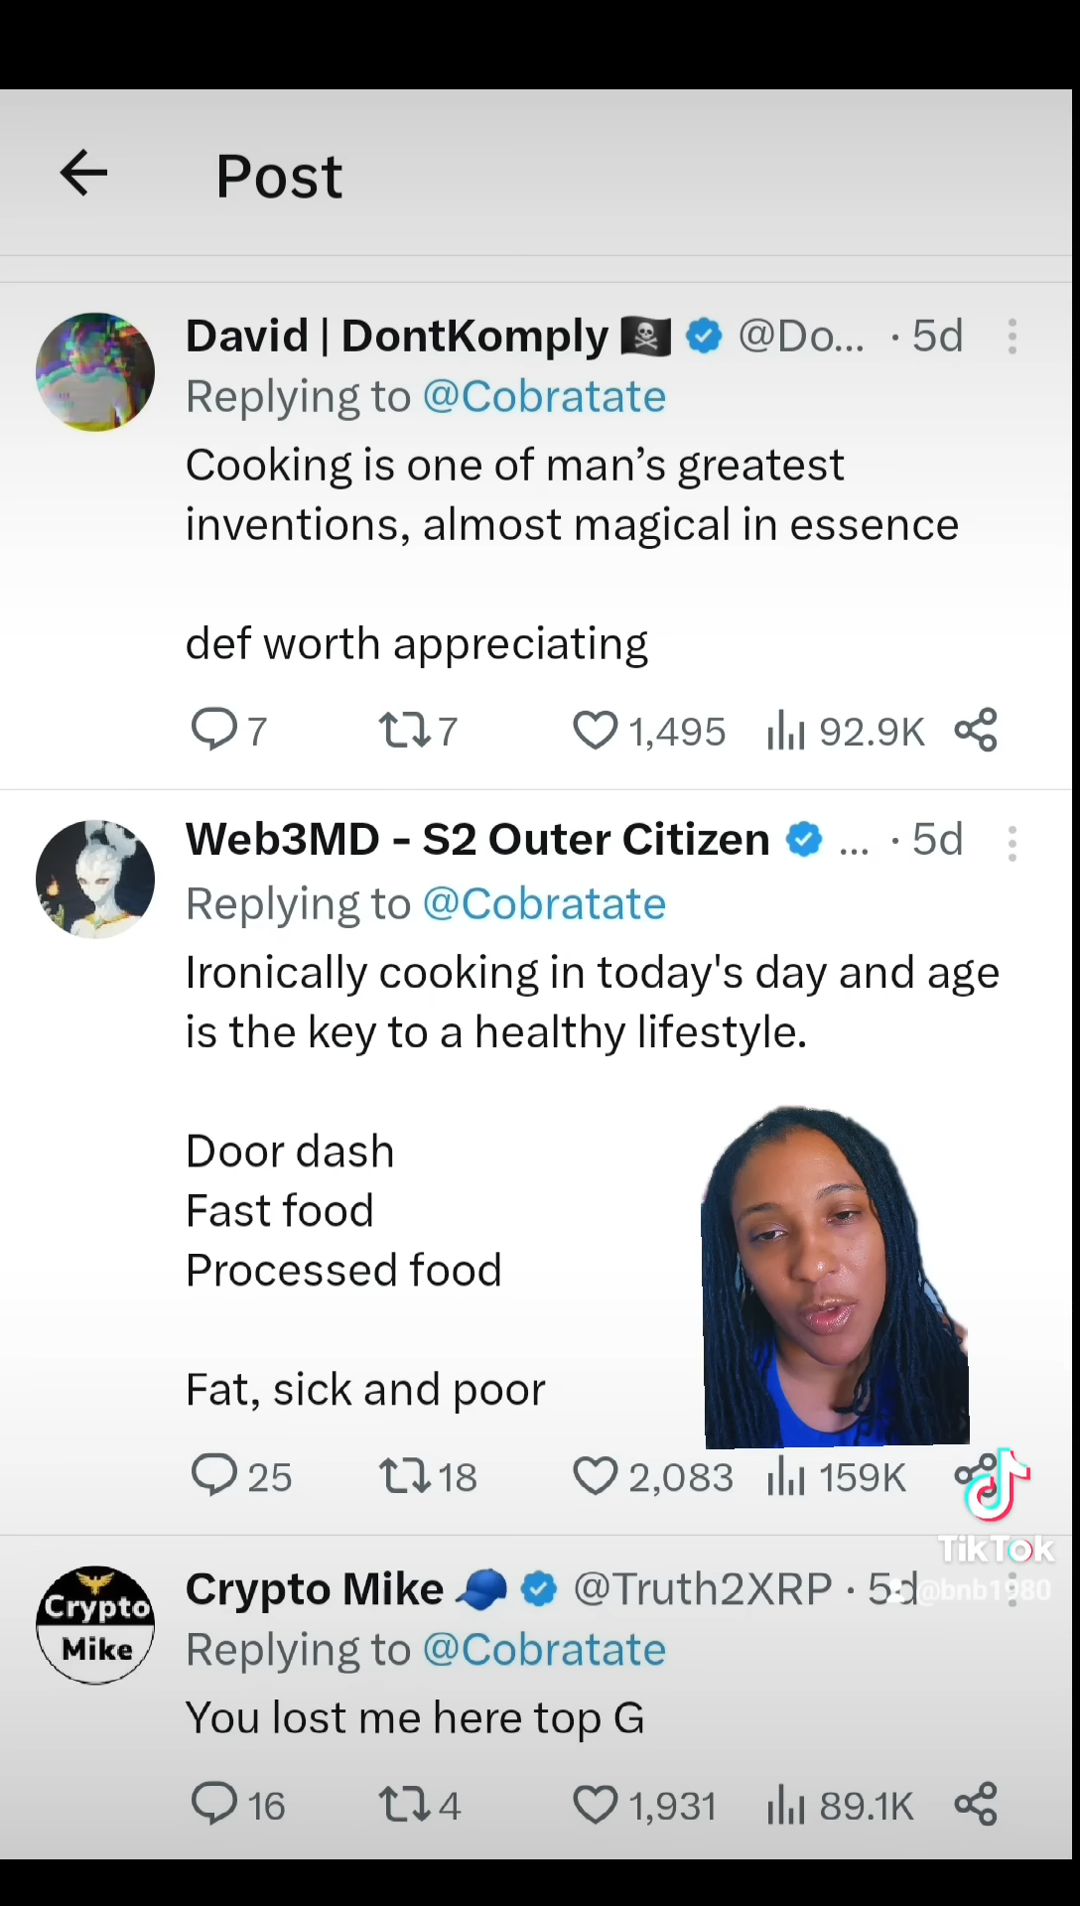 Post
David | DontKomply @Do... · 5d
Replying to @Cobratate
Cooking is one of man’s greatest
inventions, almost magical in essence
def worth appreciating
7 7 1,495 92.9K
Web3MD - S2 Outer Citizen ... · 5d
Replying to @Cobratate
Ironically cooking in today's day and age
is the key to a healthy lifestyle.
Door dash
Fast food
Processed food
Fat, sick and poor
25 18 2,083 159K
TikTok
@bnb1980
Crypto Mike @Truth2XRP · 5d
Crypto
Mike
Replying to @Cobratate
You lost me here top G
16 4 1,931 89.1K